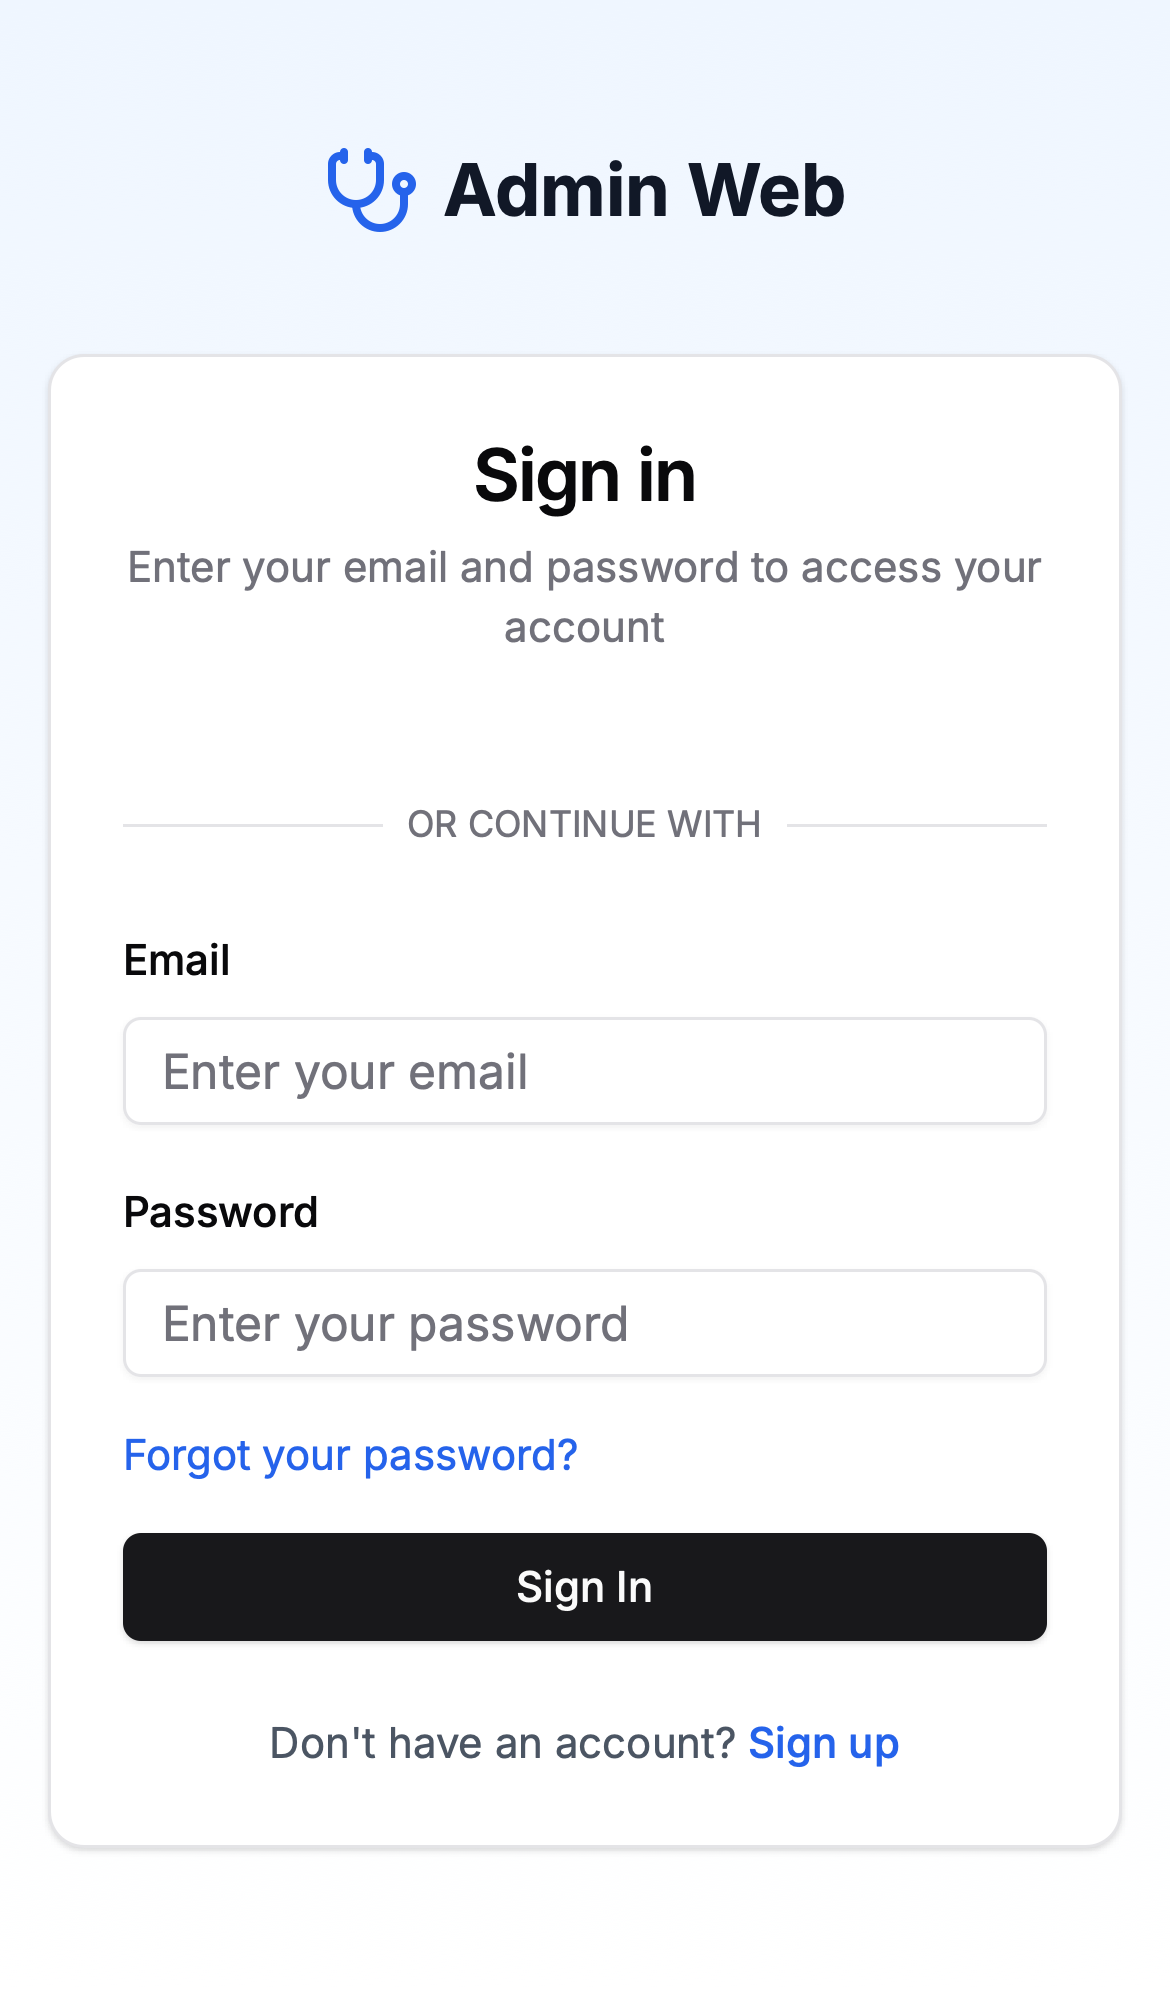 Admin Web
Sign in
Enter your email and password to access your
account
OR CONTINUE WITH
Email
Enter your email
Password
Enter your password
Forgot your password?
Sign In
Don't have an account? Sign up